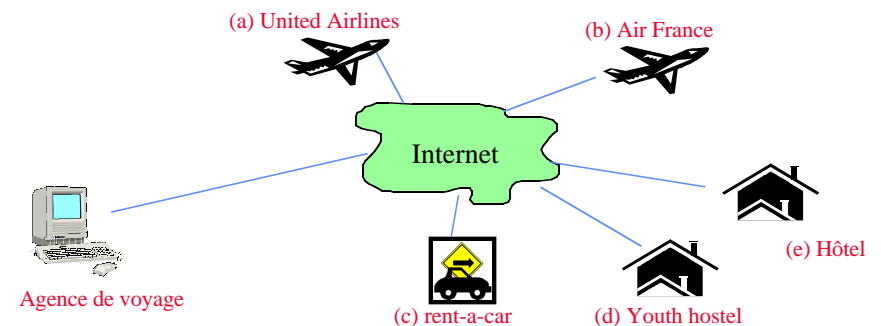 (a) United Airlines
(b) Air France
Internet
(e) Hôtel
Agence de voyage
(c) rent-a-car
(d) Youth hostel